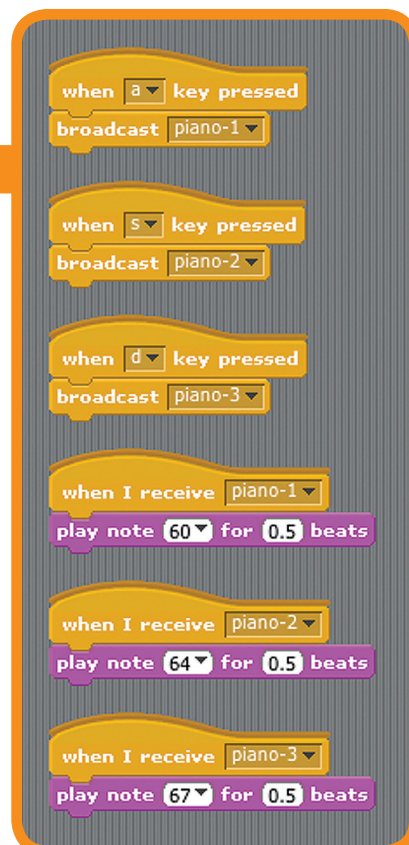 when a key pressed
broadcast piano-1
when s key pressed
broadcast piano-2
when d key pressed
broadcast piano-3
when I receive piano-1
play note 60 for 0.5 beats
when I receive piano-2
play note 64 for 0.5 beats
when I receive piano-3
play note 67 for 0.5 beats